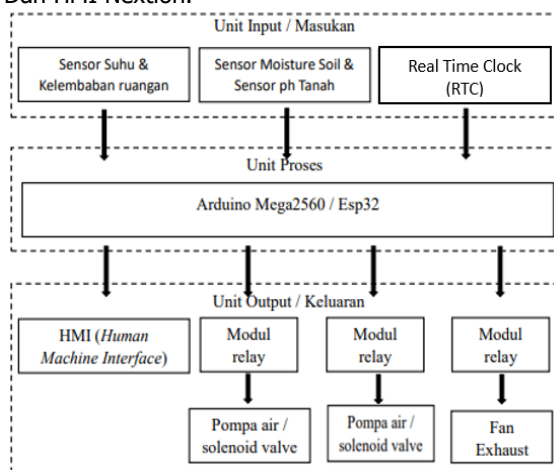 Dan HMI Nextion.
Unit Input / Masukan
Sensor Suhu &
Kelembaban ruangan
Sensor Moisture Soil &
Sensor ph Tanah
Real Time Clock
(RTC)
Unit Proses
Arduino Mega2560 / Esp32
Unit Output / Keluaran
HMI (Human
Machine Interface)
Modul
relay
Modul
relay
Modul
relay
Pompa air /
solenoid valve
Pompa air /
solenoid valve
Fan
Exhaust